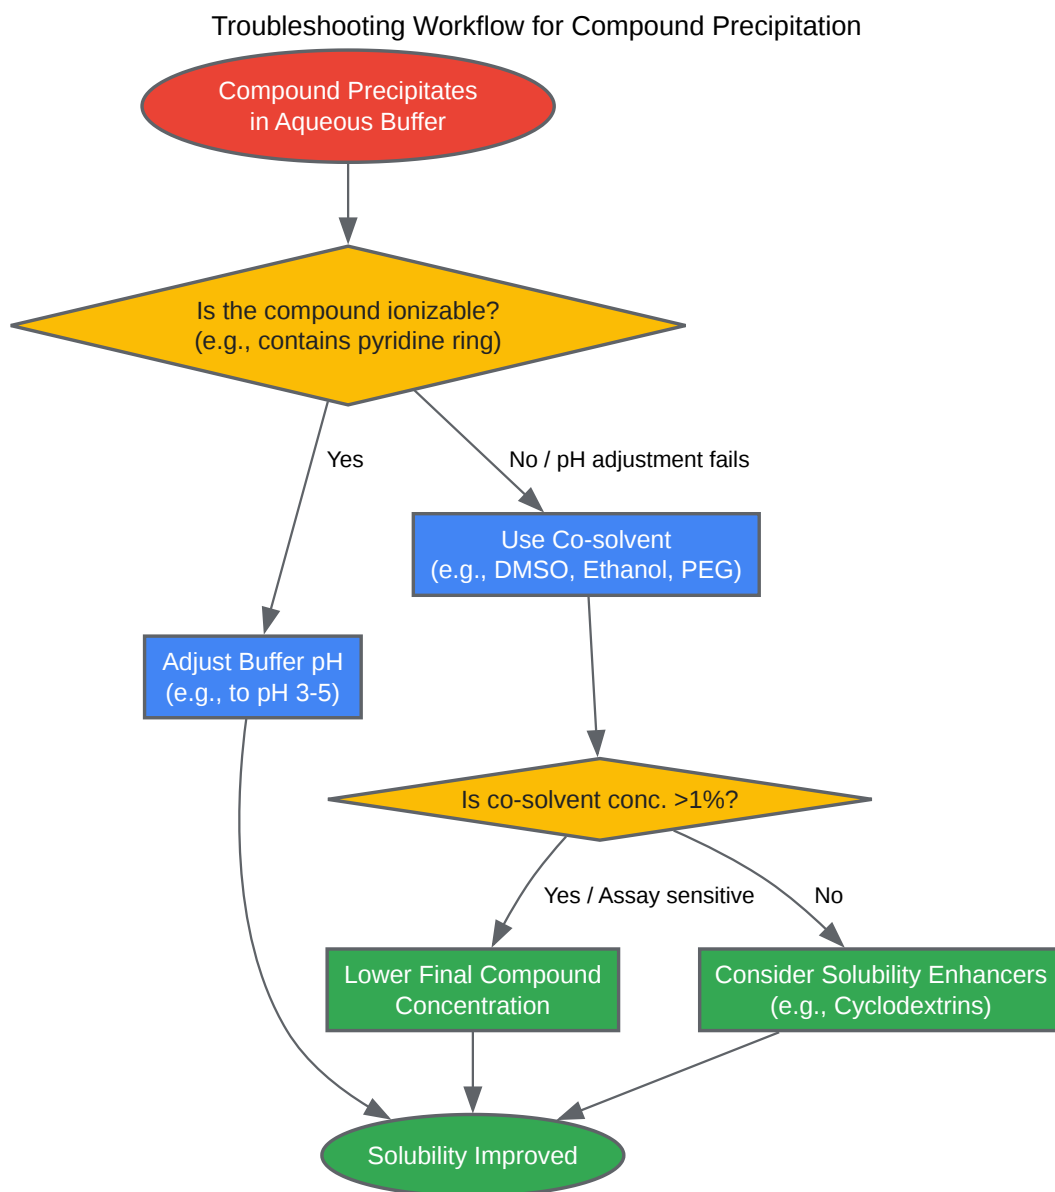 Troubleshooting Workflow for Compound Precipitation
Compound Precipitates
in Aqueous Buffer
Is the compound ionizable?
(e.g., contains pyridine ring)
Yes
No / pH adjustment fails
Use Co-solvent
(e.g., DMSO, Ethanol, PEG)
Adjust Buffer pH
(e.g., to pH 3-5)
Is co-solvent conc. >1%?
Yes / Assay sensitive
No
Lower Final Compound
Concentration
Consider Solubility Enhancers
(e.g., Cyclodextrins)
Solubility Improved